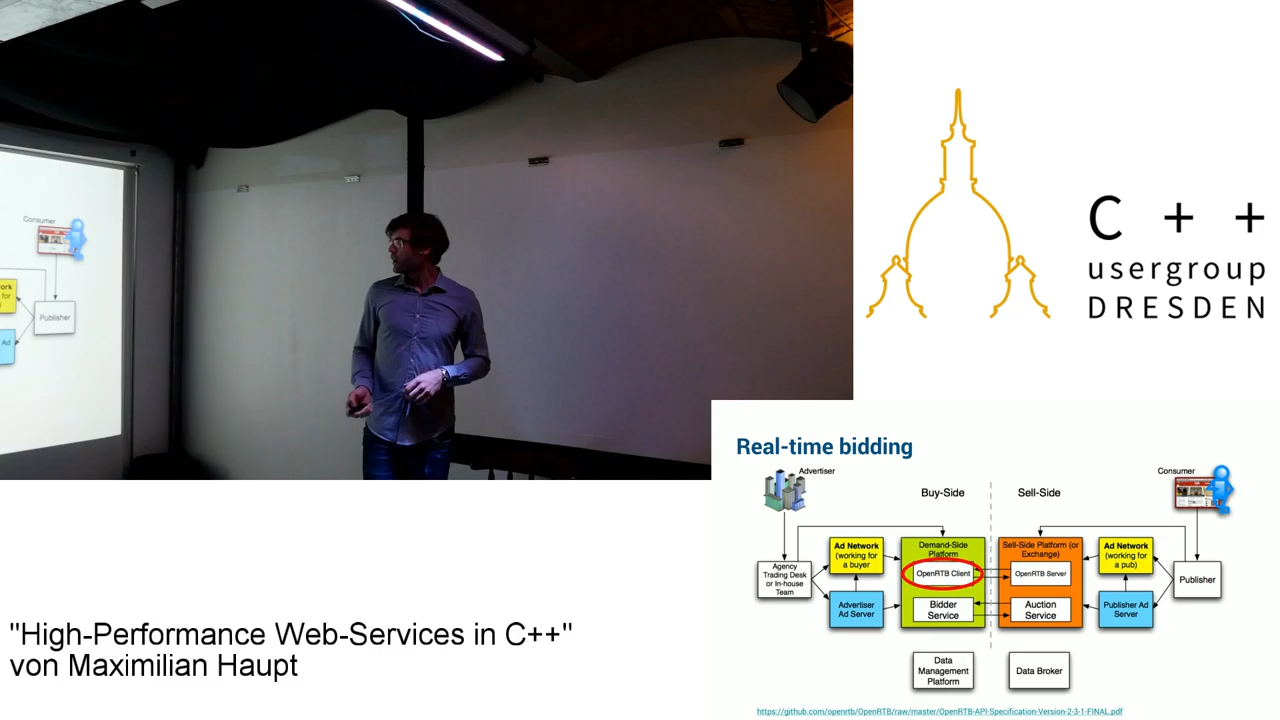 Consumer
Publisher
C + +
usergroup
DRESDEN
Real-time bidding
Advertiser
Consumer
Buy-Side
Sell-Side
Ad Network
(working for
a buyer)
Demand-Side
Platform
Sell-Side Platform (or
Exchange)
Ad Network
(working for
a pub)
Agency
Trading Desk
or In-house
Team
OpenRTB Client
OpenRTB Server
Publisher
Advertiser
Ad Server
Bidder
Service
Auction
Service
Publisher Ad
Server
Data
Management
Platform
Data Broker
https://github.com/openrtb/OpenRTB/raw/master/OpenRTB-API-Specification-Version-2-3-1-FINAL.pdf
"High-Performance Web-Services in C++"
von Maximilian Haupt